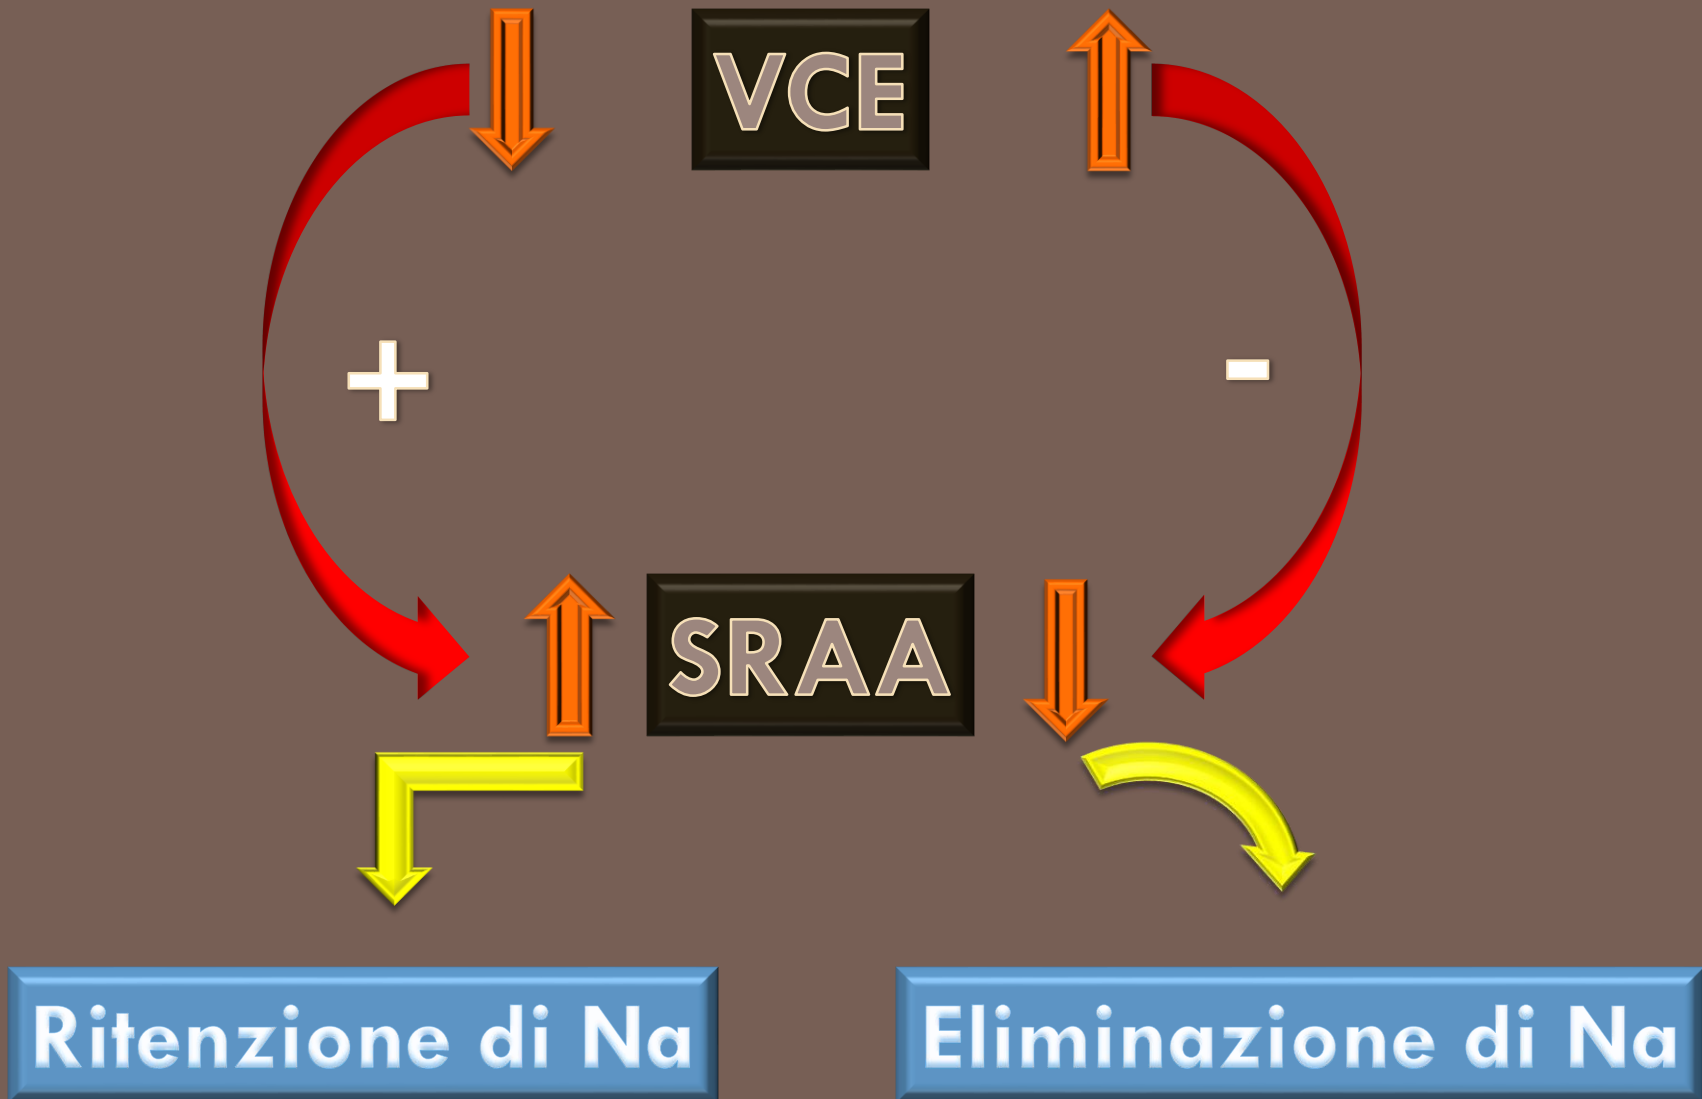 VCE
+
-
SRAA
Ritenzione di Na
Eliminazione di Na